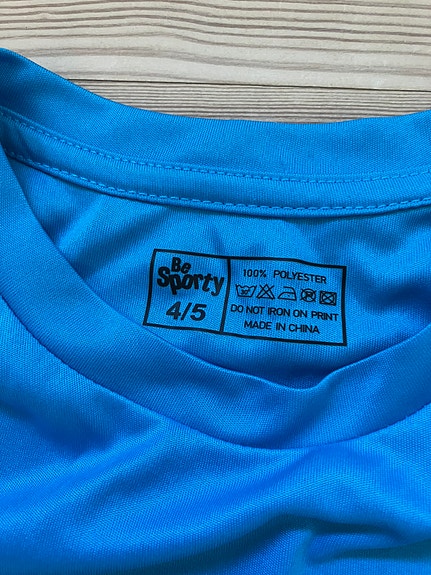 Be
Sporty
4/5
100% POLYESTER
DO NOT IRON ON PRINT
MADE IN CHINA